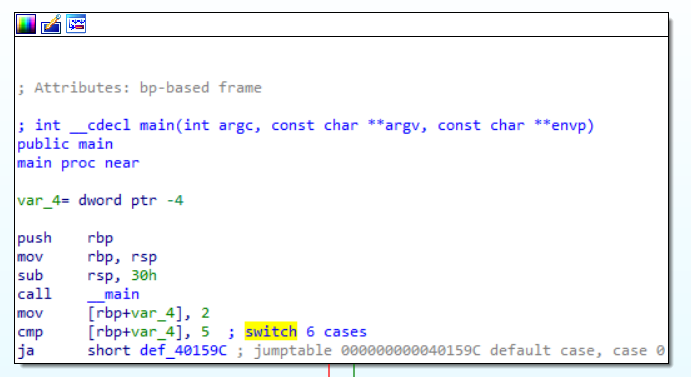 ; Attributes: bp-based frame
; int __cdecl main(int argc, const char **argv, const char **envp)
public main
main proc near
var_4= dword ptr -4
push    rbp
mov     rbp, rsp
sub     rsp, 30h
call    __main
mov     [rbp+var_4], 2
cmp     [rbp+var_4], 5  ; switch 6 cases
ja      short def_40159C ; jumptable 000000000040159C default case, case 0